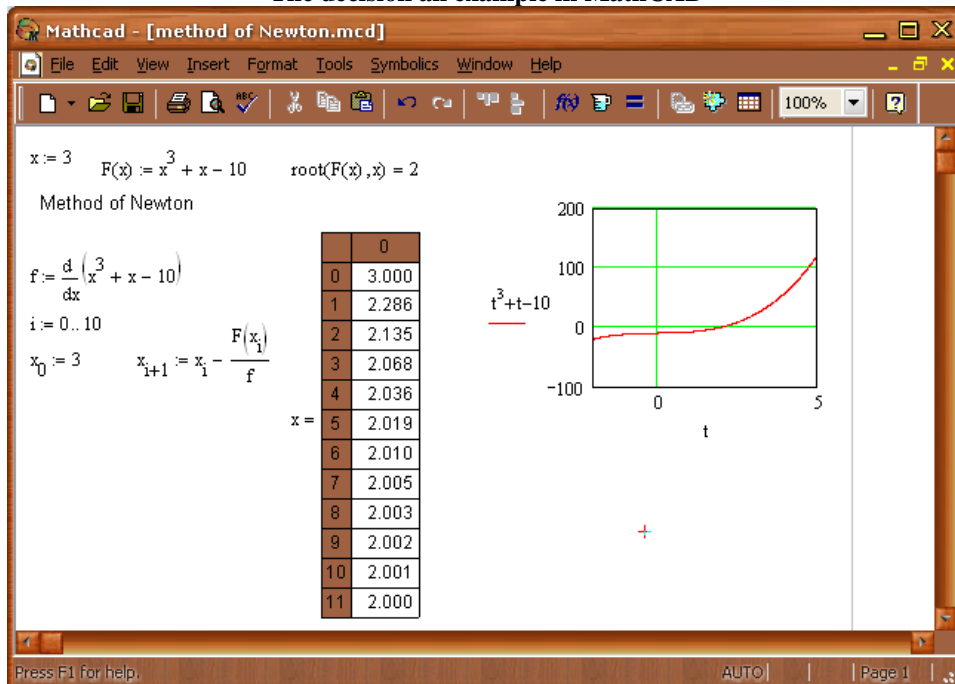 Mathcad - [method of Newton.mcd]
File Edit View Insert Format Tools Symbolics Window Help
100%
x := 3 F(x) := x^3 + x − 10 root(F(x),x) = 2
Method of Newton
f := d/dx (x^3 + x − 10)
i := 0.. 10
x_0 := 3 x_{i+1} := x_i − F(x_i)/f
x =
0
0 3.000
1 2.286
2 2.135
3 2.068
4 2.036
5 2.019
6 2.010
7 2.005
8 2.003
9 2.002
10 2.001
11 2.000
200
100
0
−100
t^3+t−10
0 5
t
Press F1 for help.
AUTO
Page 1